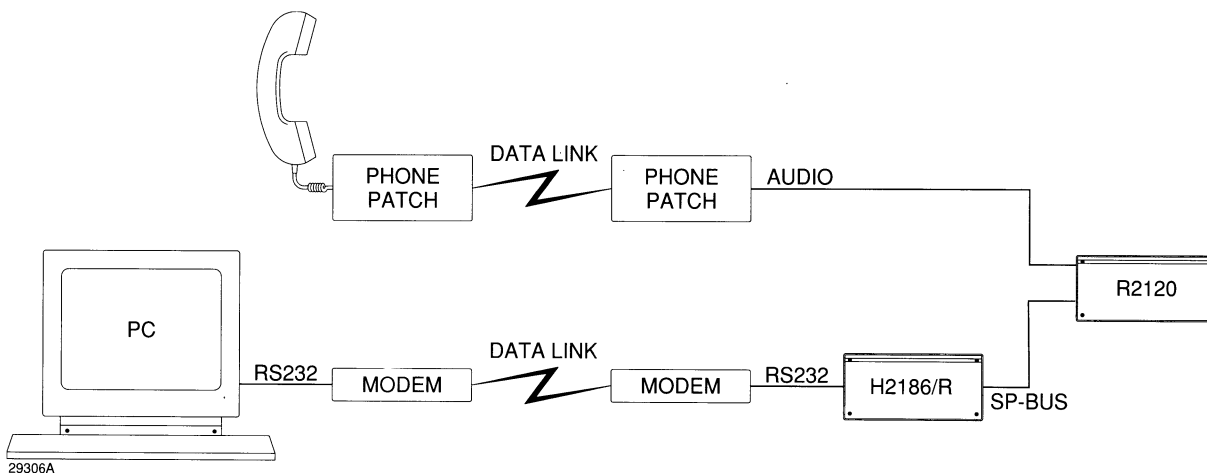 DATA LINK
PHONE
PATCH
PHONE
PATCH
AUDIO
R2120
PC
DATA LINK
RS232
MODEM
MODEM
RS232
H2186/R
SP-BUS
29306A